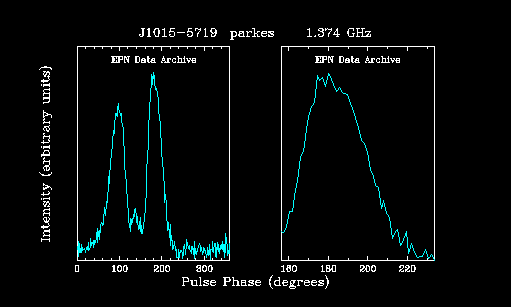 J1015-5719 parkes 1.374 GHz
EPN Data Archive
EPN Data Archive
Intensity (arbitrary units)
0 100 200 300
160 180 200 220
Pulse Phase (degrees)